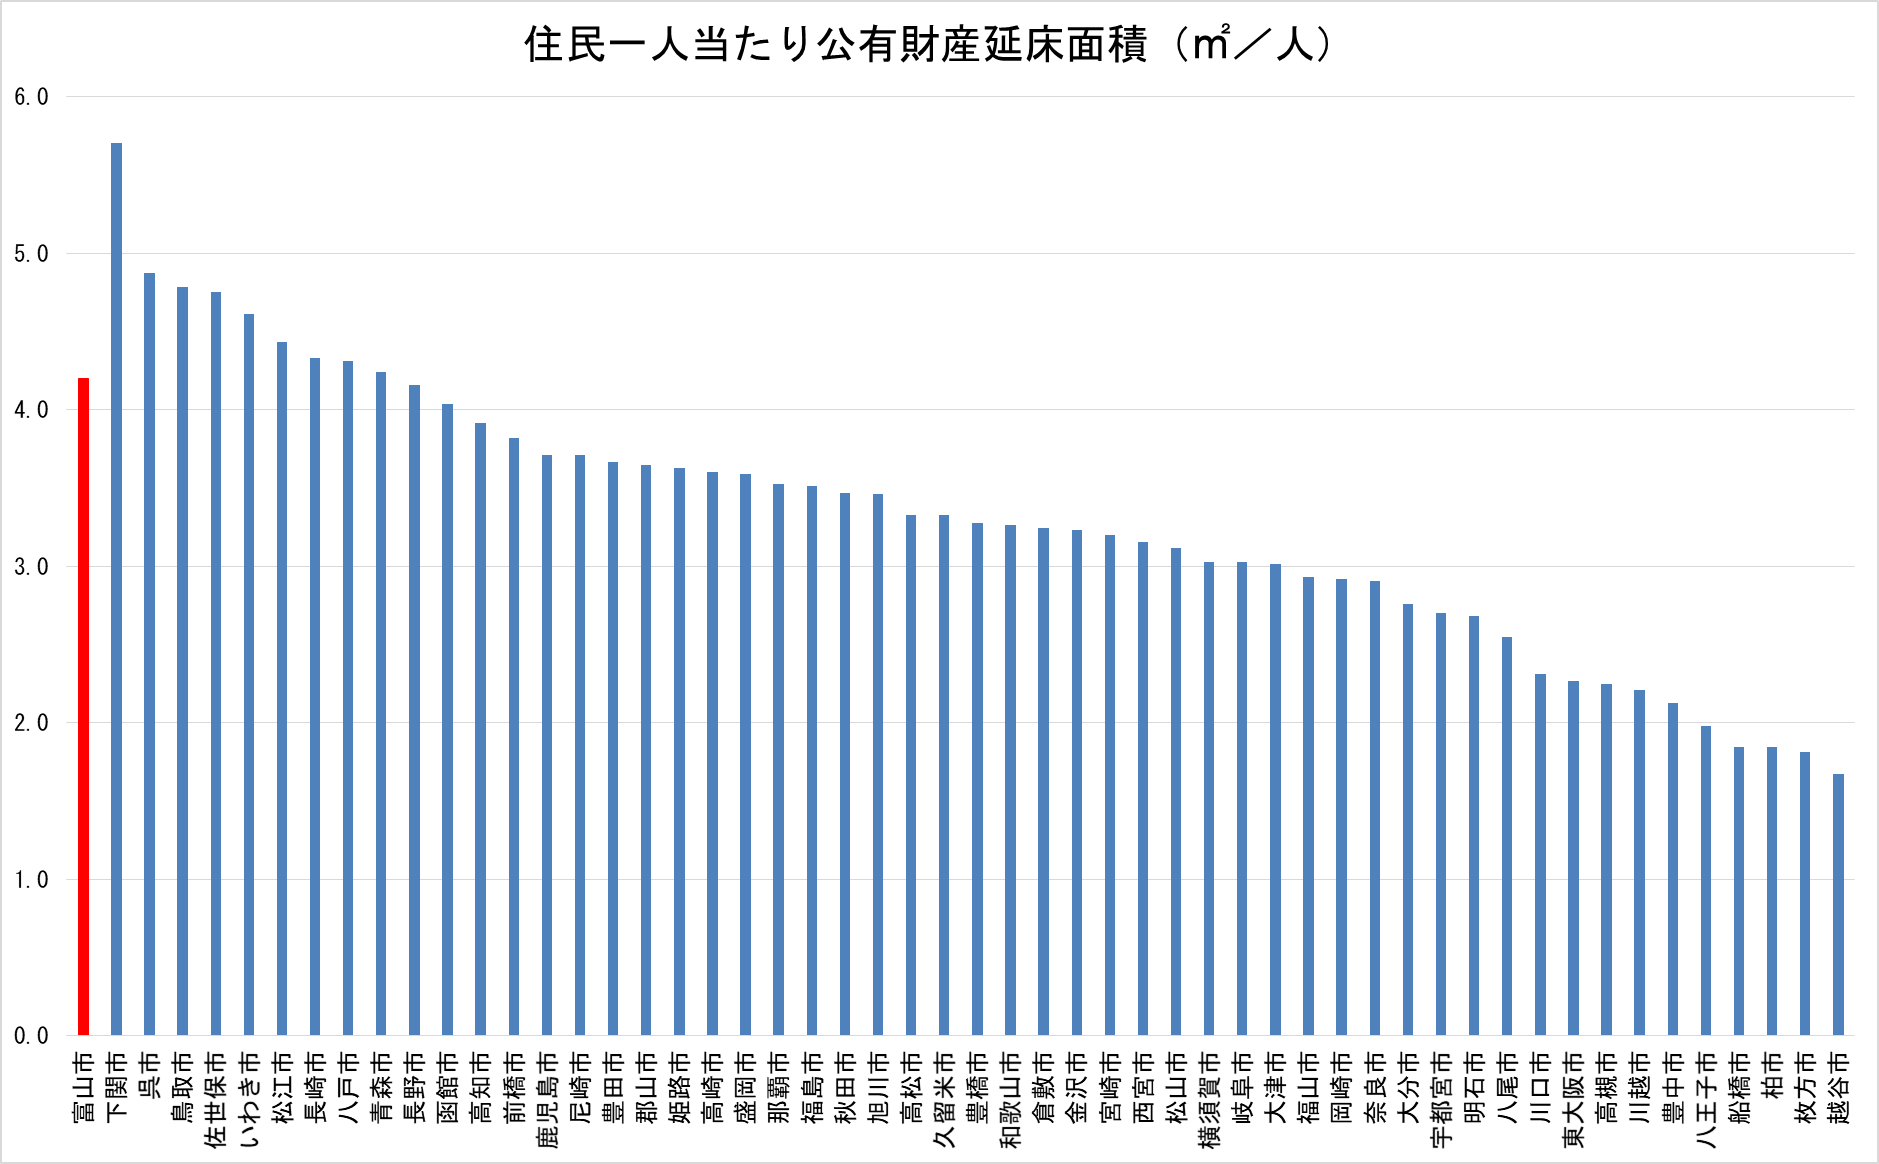 住民一人当たり公有財産延床面積（㎡／人）
6.0
5.0
4.0
3.0
2.0
1.0
0.0
富山市
下関市
呉市
鳥取市
佐世保市
いわき市
松江市
長崎市
八戸市
青森市
長野市
函館市
高知市
前橋市
鹿児島市
尼崎市
豊田市
郡山市
姫路市
高崎市
盛岡市
那覇市
福島市
秋田市
旭川市
高松市
久留米市
豊橋市
和歌山市
倉敷市
金沢市
宮崎市
西宮市
松山市
横須賀市
岐阜市
大津市
福山市
岡崎市
奈良市
大分市
宇都宮市
明石市
八尾市
川口市
東大阪市
高槻市
川越市
豊中市
八王子市
船橋市
柏市
枚方市
越谷市